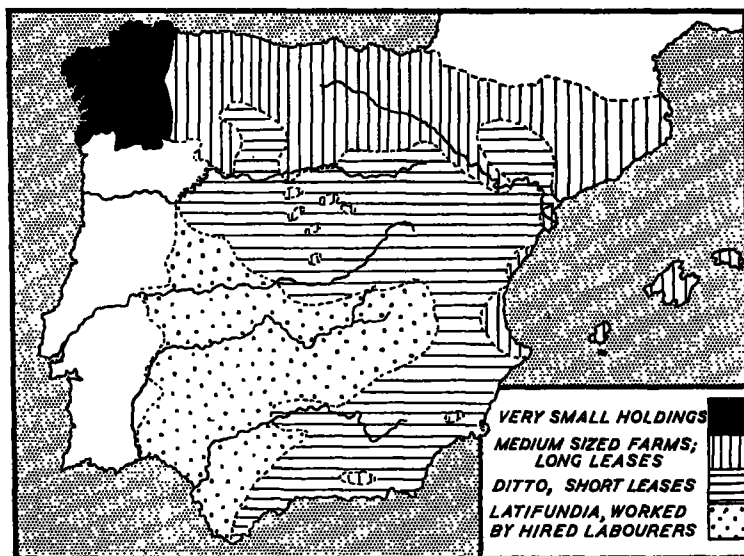 VERY SMALL HOLDINGS
MEDIUM SIZED FARMS;
LONG LEASES
DITTO, SHORT LEASES
LATIFUNDIA, WORKED
BY HIRED LABOURERS